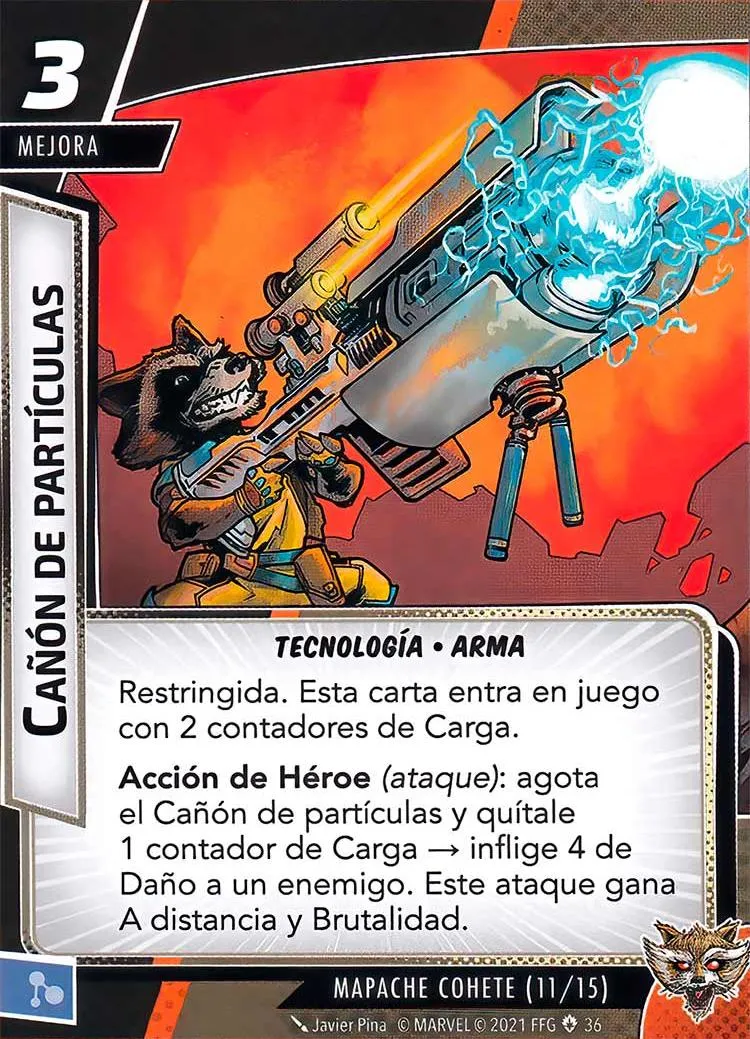 3
MEJORA
CAÑÓN DE PARTÍCULAS
TECNOLOGÍA • ARMA
Restringida. Esta carta entra en juego
con 2 contadores de Carga.
Acción de Héroe (ataque): agota
el Cañón de partículas y quítale
1 contador de Carga → inflige 4 de
Daño a un enemigo. Este ataque gana
A distancia y Brutalidad.
MAPACHE COHETE (11/15)
Javier Pina © MARVEL © 2021 FFG 36